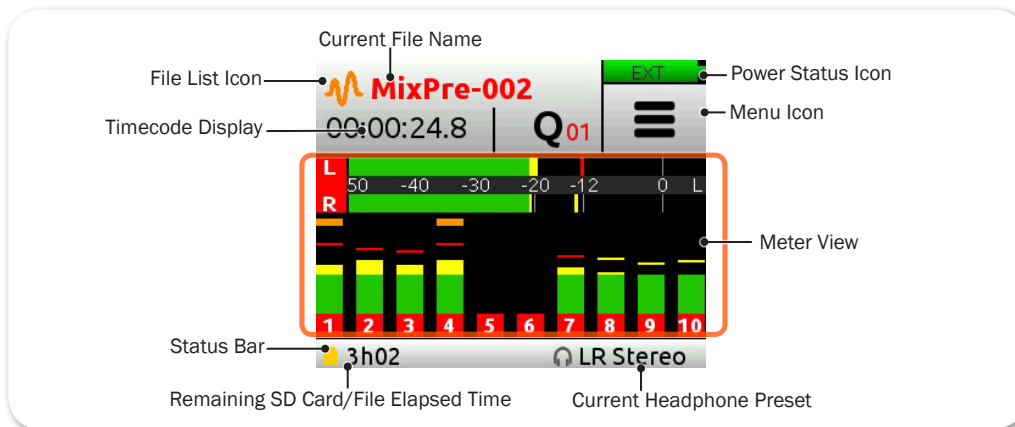 Current File Name
File List Icon
Power Status Icon
EXT
MixPre-002
Menu Icon
Timecode Display
00:00:24.8
Q01
L
50 -40 -30 -20 -12 0 L
R
Meter View
1 2 3 4 5 6 7 8 9 10
Status Bar
3h02
LR Stereo
Remaining SD Card/File Elapsed Time
Current Headphone Preset